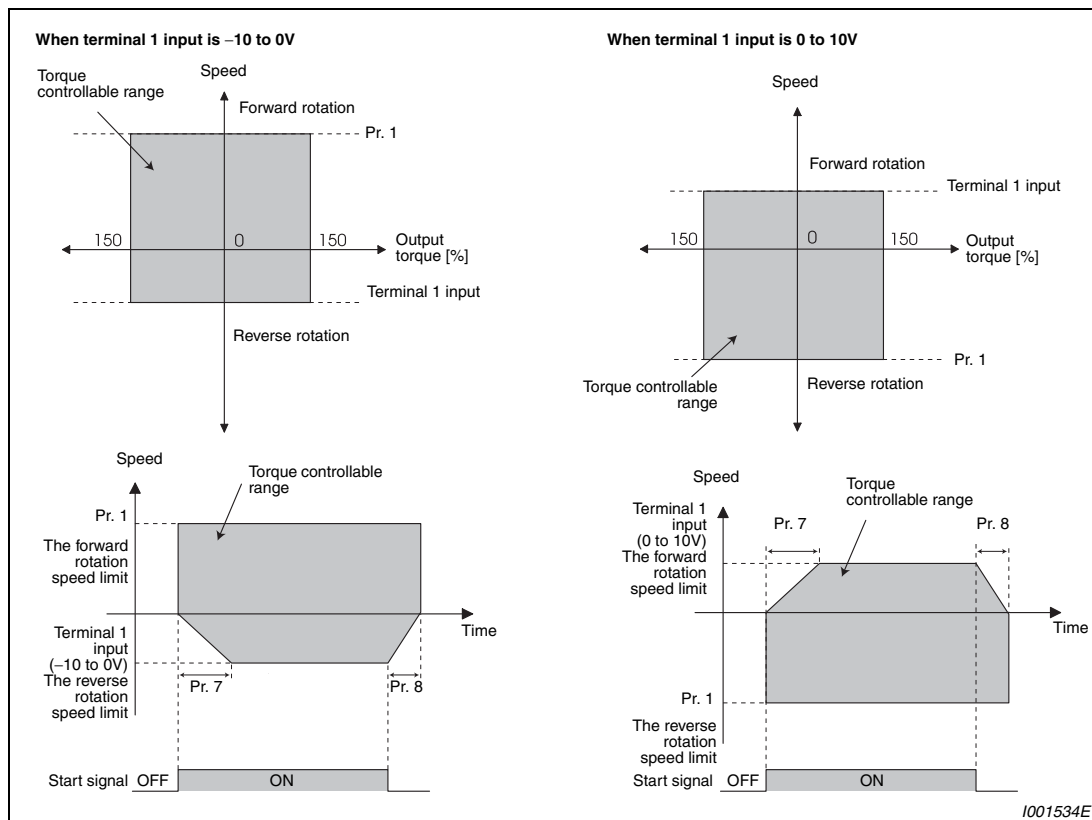 When terminal 1 input is –10 to 0V
Torque
controllable range
Speed
Forward rotation
Pr. 1
150
0
150
Output
torque [%]
Terminal 1 input
Reverse rotation
When terminal 1 input is 0 to 10V
Speed
Forward rotation
Terminal 1 input
150
0
150
Output
torque [%]
Pr. 1
Torque controllable
range
Reverse rotation
Speed
Torque controllable
range
Pr. 1
The forward
rotation
speed limit
Time
Terminal 1
input
(–10 to 0V)
The reverse
rotation
speed limit
Pr. 7
Pr. 8
Start signal
OFF
ON
Speed
Torque
controllable range
Terminal 1
input
(0 to 10V)
The forward
rotation
speed limit
Pr. 7
Pr. 8
Time
Pr. 1
The reverse
rotation
speed limit
Start signal
OFF
ON
I001534E